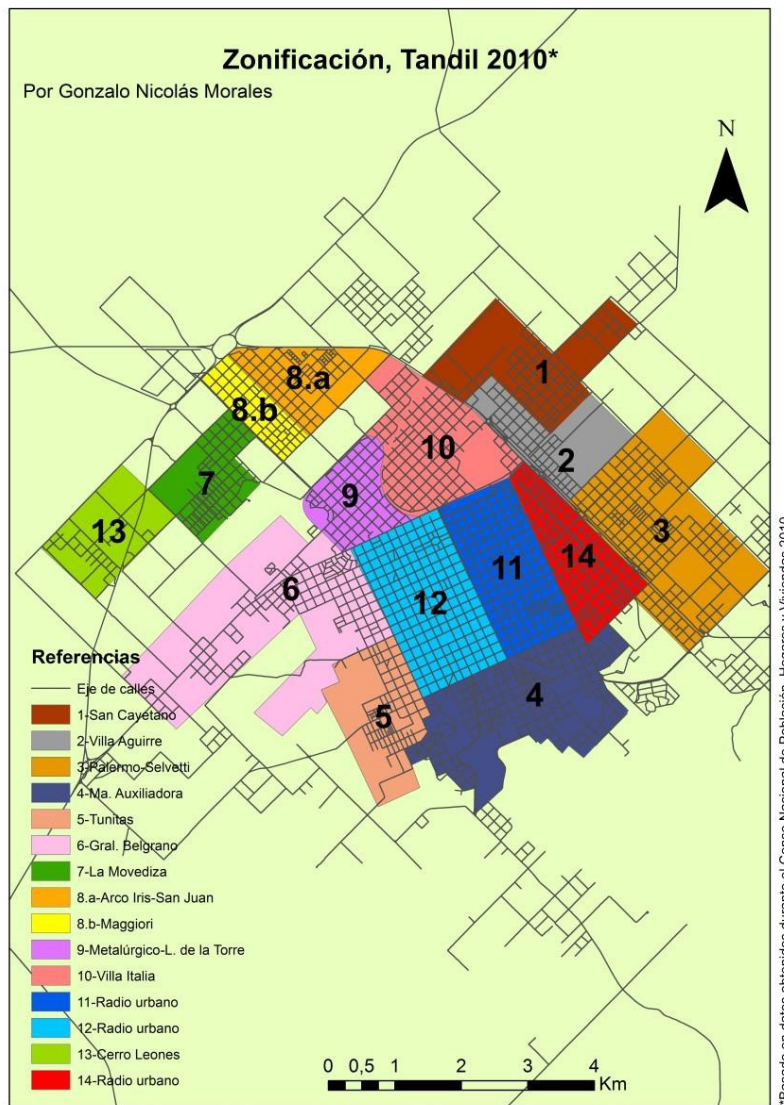 Zonificación, Tandil 2010*
Por Gonzalo Nicolás Morales
N
1
8.a
8.b
10
2
7
9
3
13
14
11
6
12
4
5
Referencias
Eje de calles
1-San Cayetano
2-Villa Aguirre
3-Palermo-Selvetti
4-Ma. Auxiliadora
5-Tunitas
6-Gral. Belgrano
7-La Movediza
8.a-Arco Iris-San Juan
8.b-Maggiori
9-Metalúrgico-L. de la Torre
10-Villa Italia
11-Radio urbano
12-Radio urbano
13-Cerro Leones
14-Radio urbano
0 0,5 1 2 3 4
Km
*Basado en datos obtenidos durante el Censo Nacional de Población, Hogares y Viviendas 2010